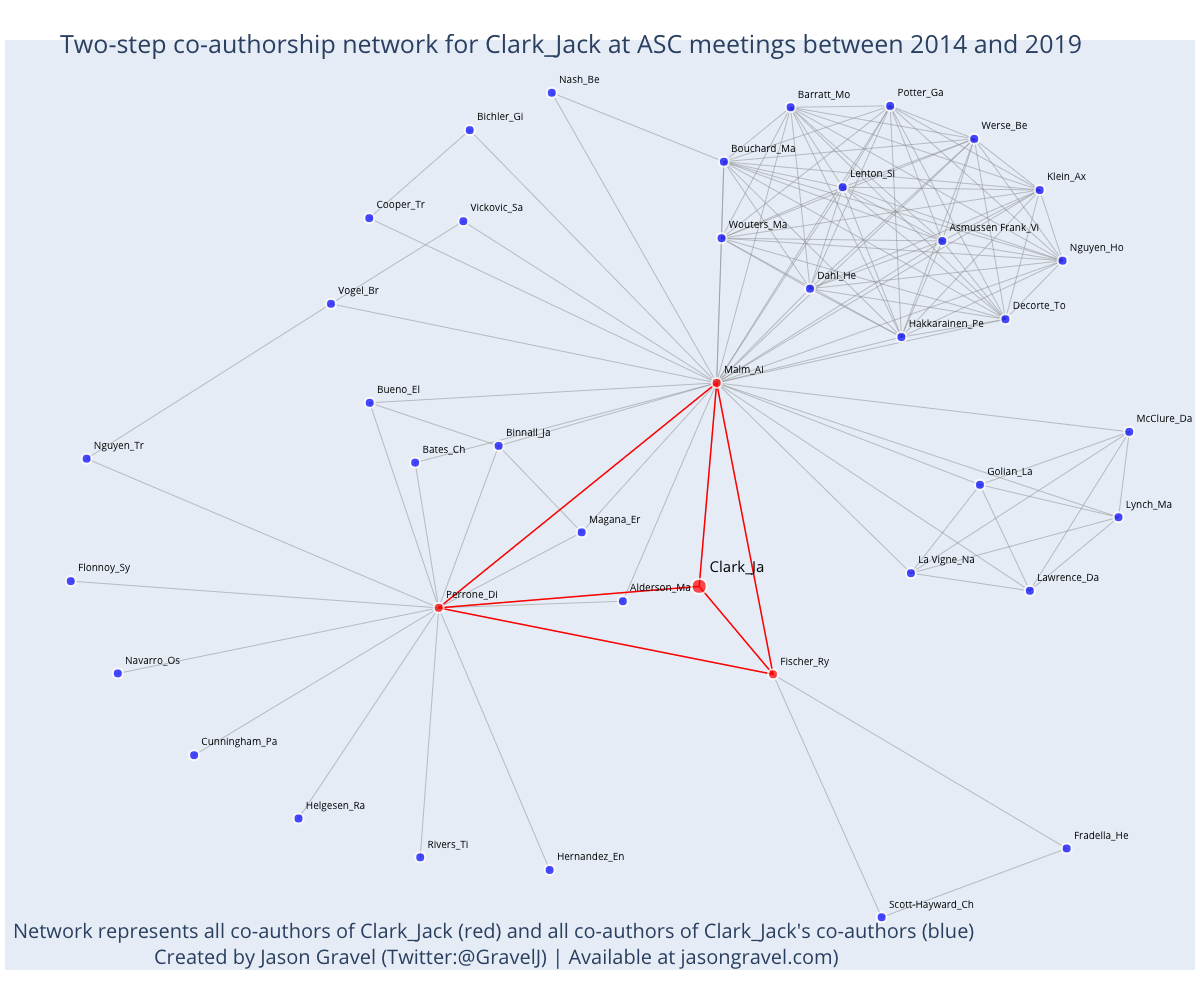 Two-step co-authorship network for Clark_Jack at ASC meetings between 2014 and 2019
Nash_Be
Barratt_Mo
Potter_Ga
Bichler_Gi
Werse_Be
Bouchard_Ma
Lenton_Si
Klein_Ax
Cooper_Tr
Vickovic_Sa
Wouters_Ma
Asmussen Frank_Vi
Nguyen_Ho
Dahl_He
Vogel_Br
Decorte_To
Hakkarainen_Pe
Malm_Al
Bueno_El
McClure_Da
Binnall_Ja
Nguyen_Tr
Bates_Ch
Golian_La
Lynch_Ma
Magana_Er
La Vigne_Na
Clark_Ja
Flonnoy_Sy
Lawrence_Da
Alderson_Ma
Perrone_Di
Fischer_Ry
Navarro_Os
Cunningham_Pa
Helgesen_Ra
Fradella_He
Rivers_Ti
Hernandez_En
Scott-Hayward_Ch
Network represents all co-authors of Clark_Jack (red) and all co-authors of Clark_Jack's co-authors (blue)
Created by Jason Gravel (Twitter:@GravelJ) | Available at jasongravel.com)